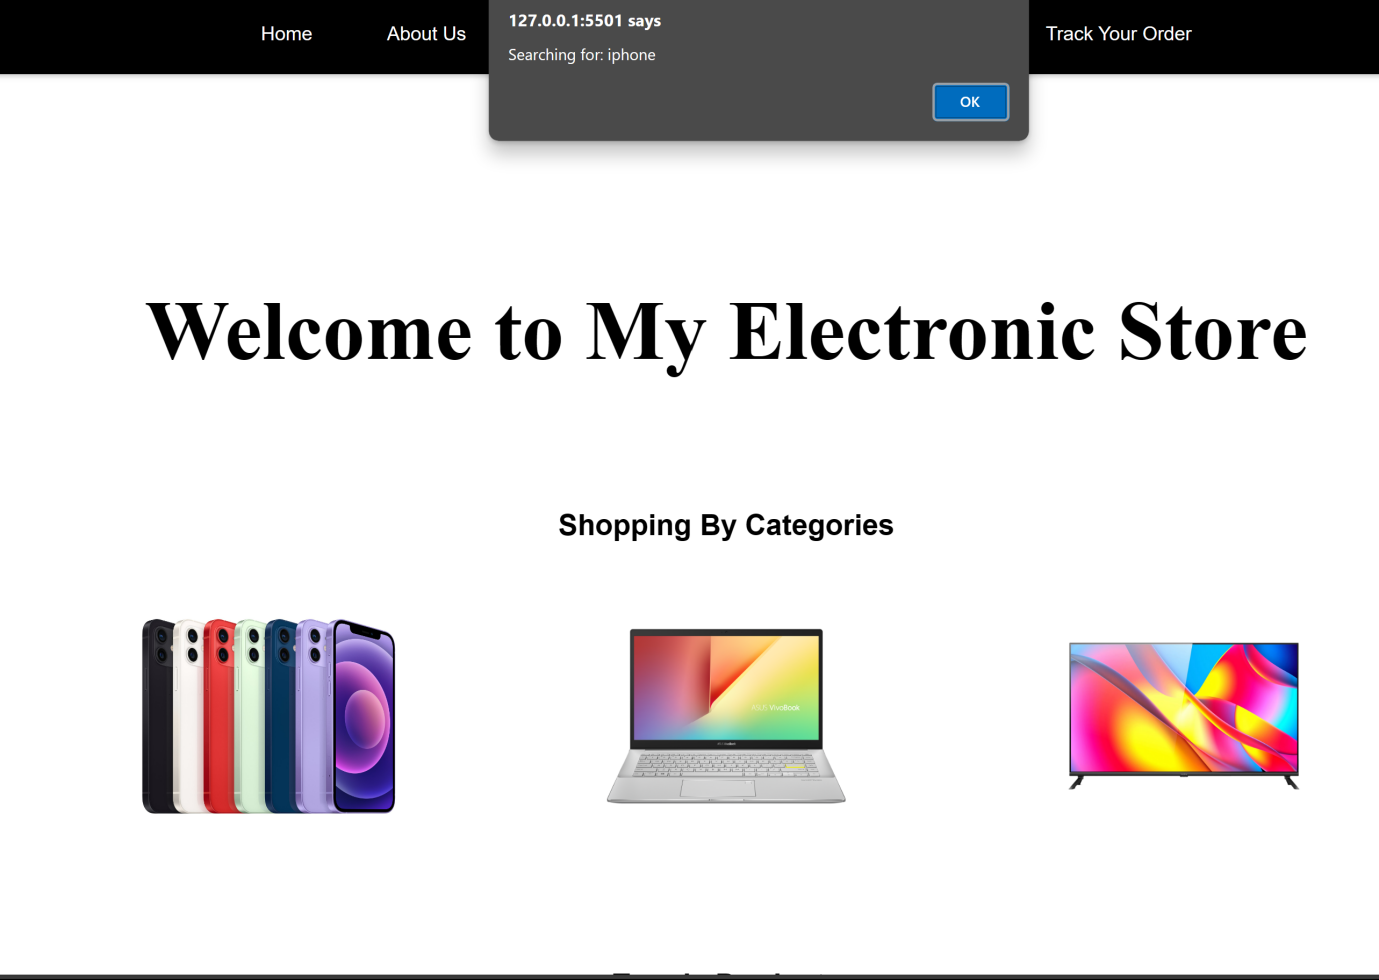 Home
About Us
127.0.0.1:5501 says
Searching for: iphone
OK
Track Your Order
Welcome to My Electronic Store
Shopping By Categories
VivoBook